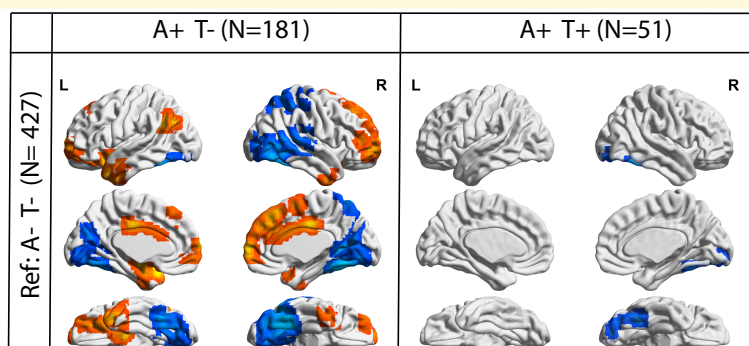 A+ T- (N=181)
A+ T+ (N=51)
Ref: A- T- (N= 427)
L
R
L
R